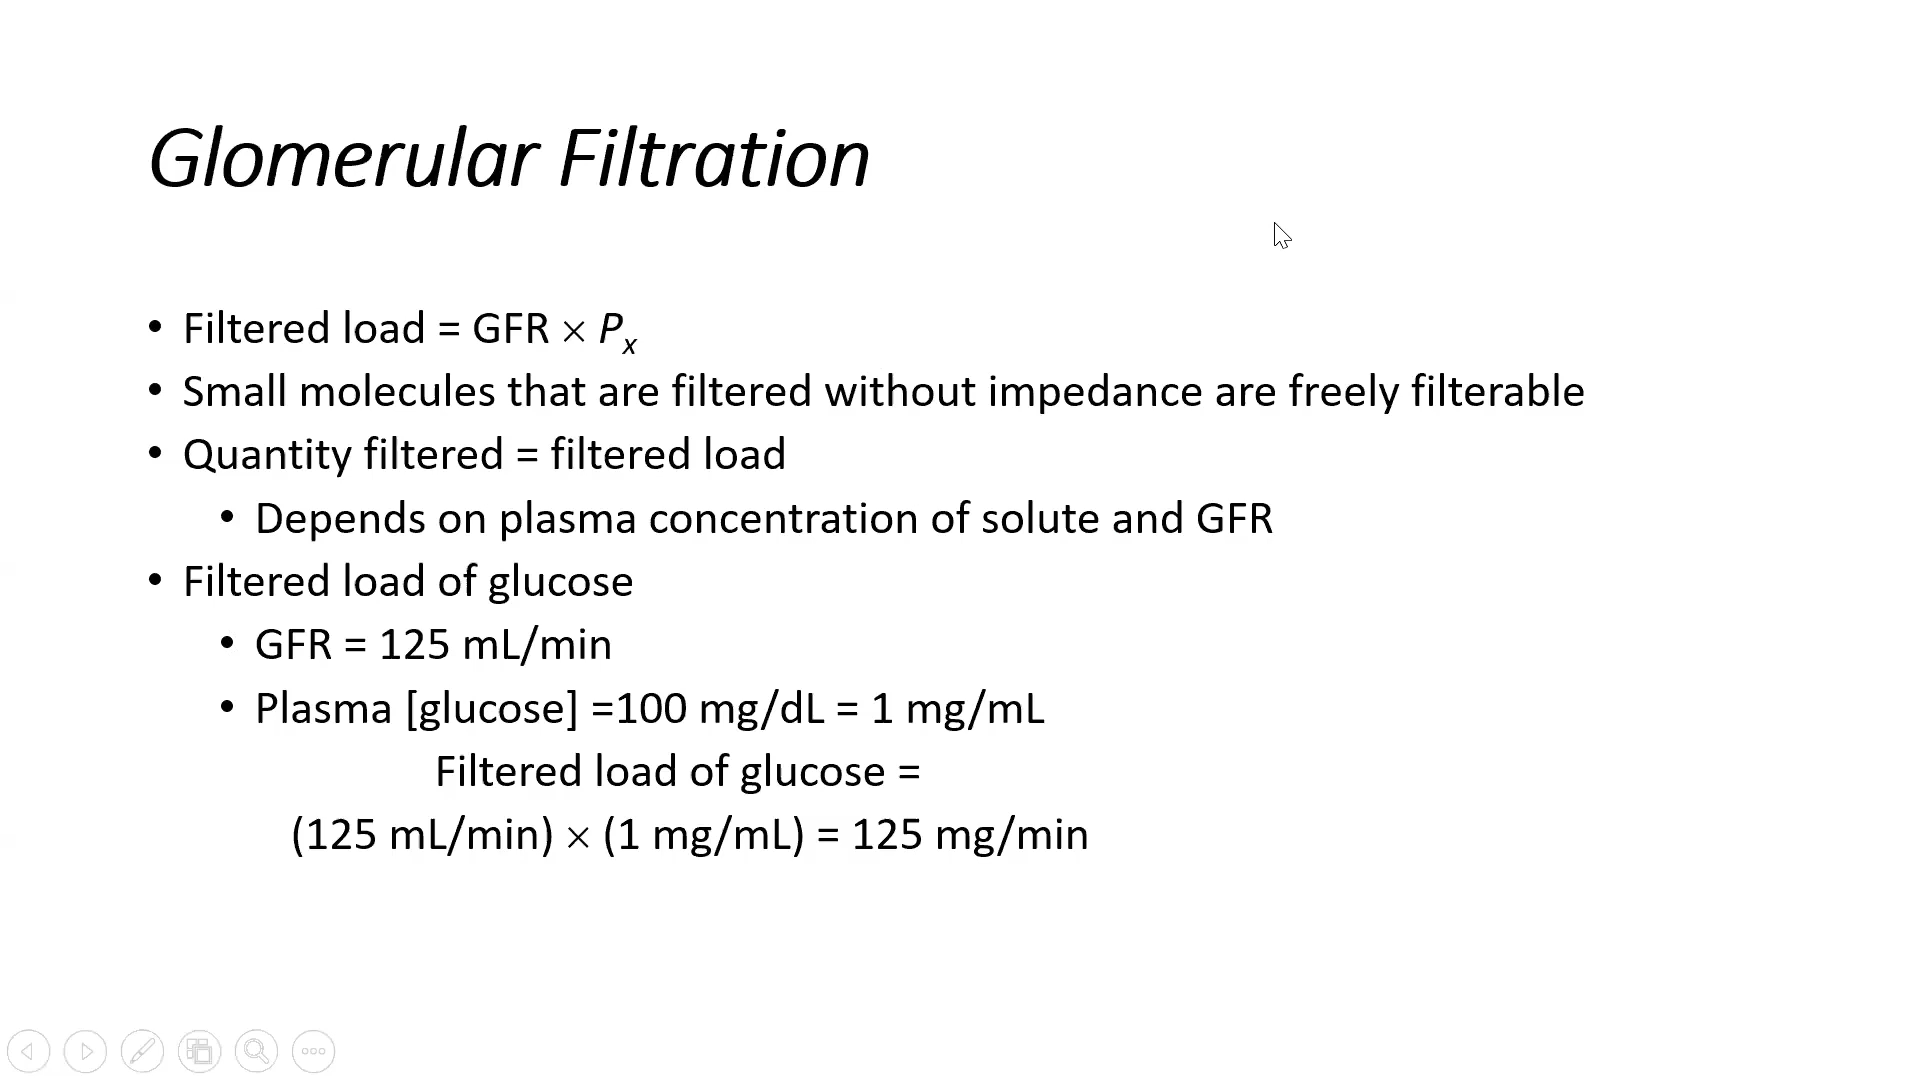 Glomerular Filtration
• Filtered load = GFR × Px
• Small molecules that are filtered without impedance are freely filterable
• Quantity filtered = filtered load
• Depends on plasma concentration of solute and GFR
• Filtered load of glucose
• GFR = 125 mL/min
• Plasma [glucose] =100 mg/dL = 1 mg/mL
Filtered load of glucose =
(125 mL/min) × (1 mg/mL) = 125 mg/min